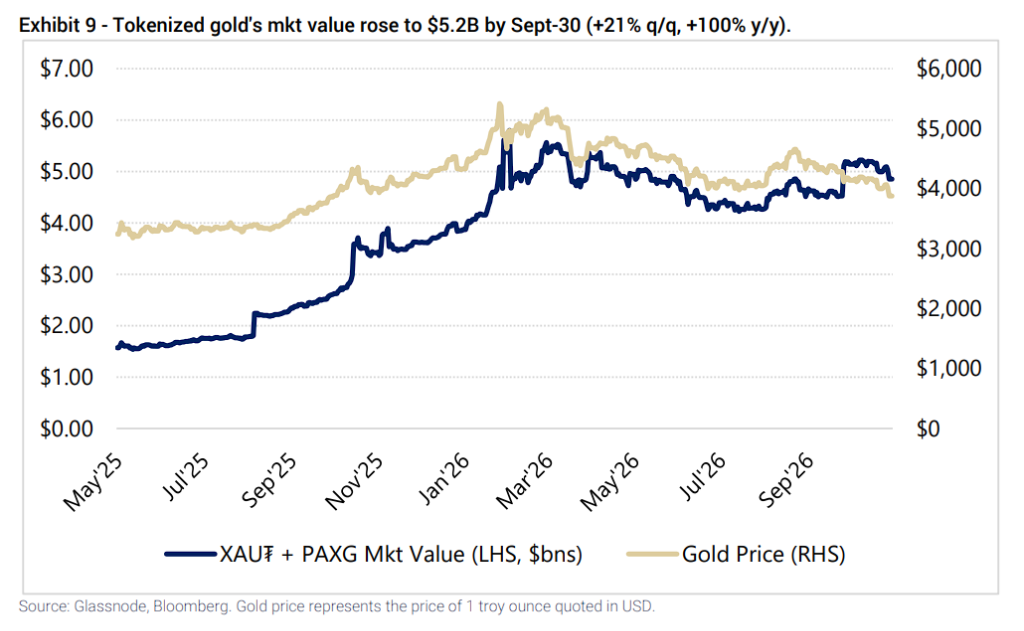 Exhibit 9 - Tokenized gold's mkt value rose to $5.2B by Sept-30 (+21% q/q, +100% y/y).
$7.00
$6.00
$5.00
$4.00
$3.00
$2.00
$1.00
$0.00
$6,000
$5,000
$4,000
$3,000
$2,000
$1,000
$0
May'25
Jul'25
Sep'25
Nov'25
Jan'26
Mar'26
May'26
Jul'26
Sep'26
XAU₮ + PAXG Mkt Value (LHS, $bns)
Gold Price (RHS)
Source: Glassnode, Bloomberg. Gold price represents the price of 1 troy ounce quoted in USD.